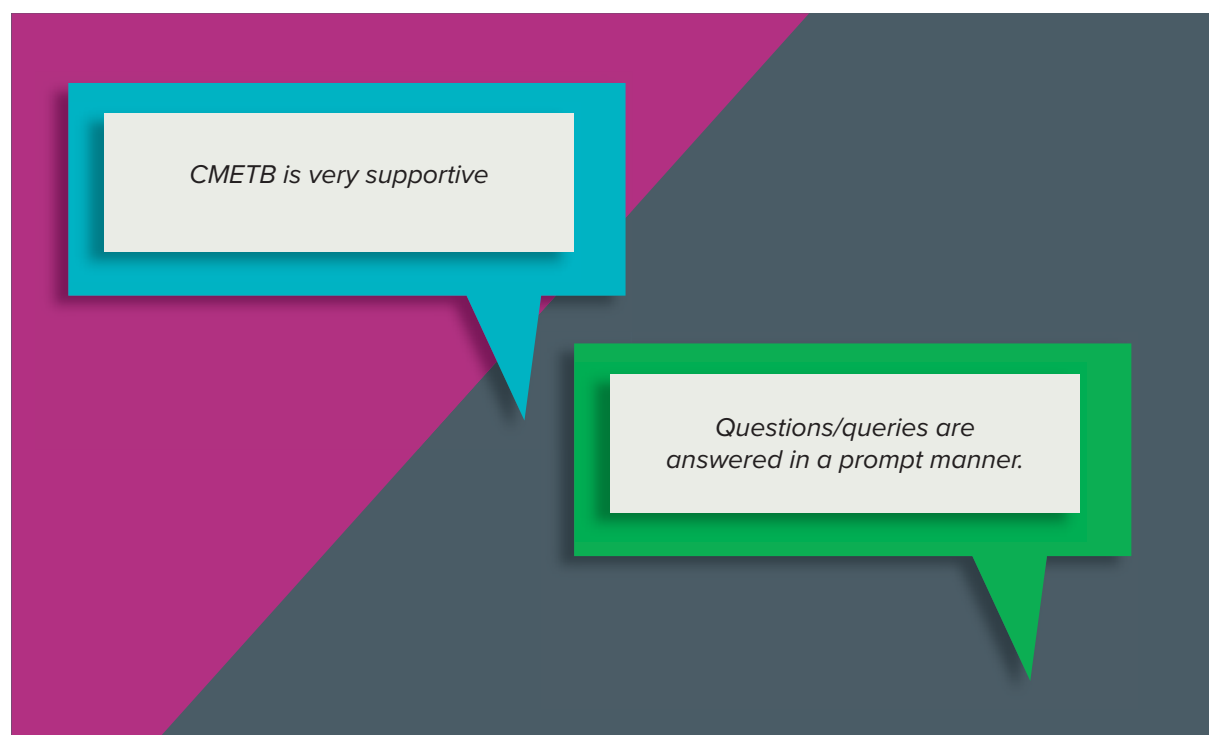 CMETB is very supportive
Questions/queries are
answered in a prompt manner.